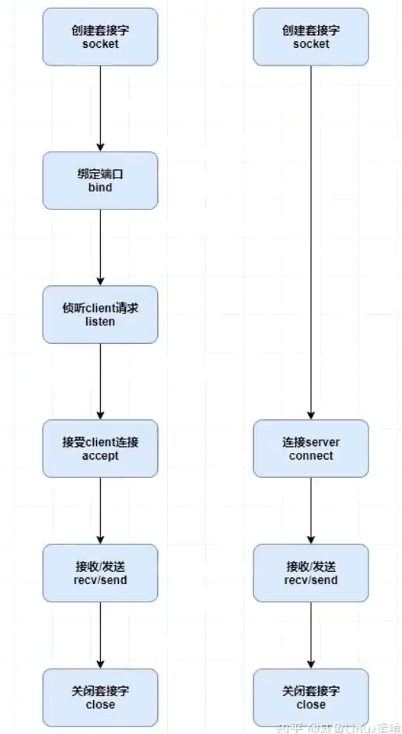 创建套接字
socket
绑定端口
bind
侦听client请求
listen
接受client连接
accept
接收/发送
recv/send
关闭套接字
close
创建套接字
socket
连接server
connect
接收/发送
recv/send
关闭套接字
close
知乎 @咸鱼Linux运维